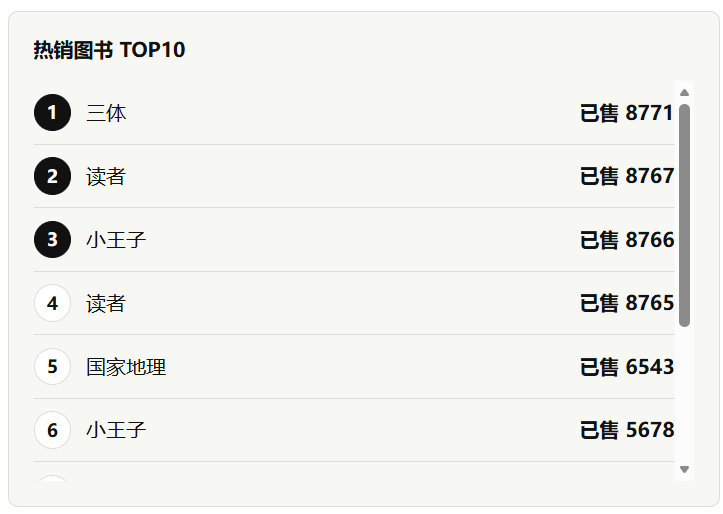 热销图书 TOP10
1 三体 已售 8771
2 读者 已售 8767
3 小王子 已售 8766
4 读者 已售 8765
5 国家地理 已售 6543
6 小王子 已售 5678